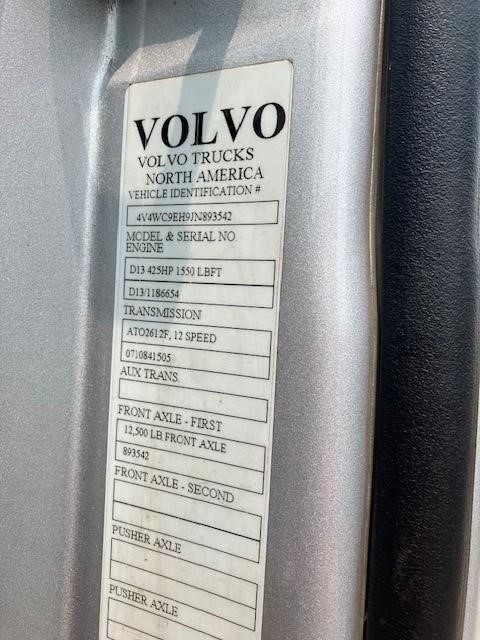 VOLVO
VOLVO TRUCKS
NORTH AMERICA
VEHICLE IDENTIFICATION #
4V4WC9EH9JN893542
MODEL & SERIAL NO.
ENGINE
D13 425HP 1550 LBFT
D13/1186654
TRANSMISSION
ATO2612F, 12 SPEED
0710841505
AUX TRANS.
FRONT AXLE - FIRST
12,500 LB FRONT AXLE
893542
FRONT AXLE - SECOND
PUSHER AXLE
PUSHER AXLE